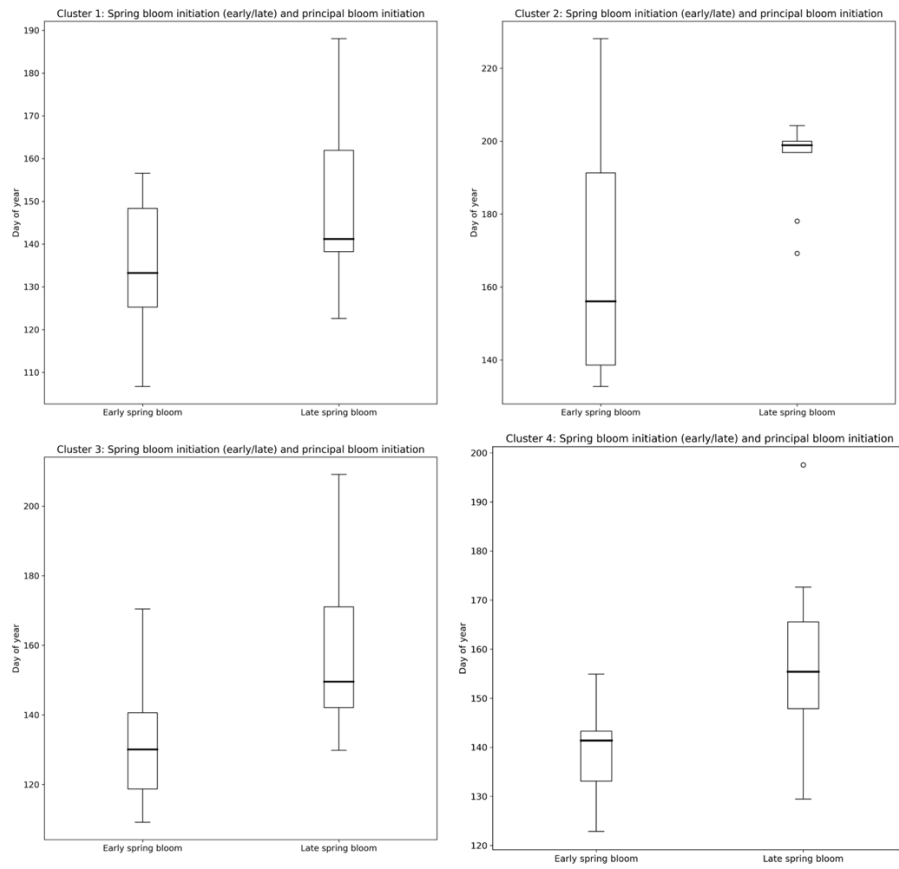 Cluster 1: Spring bloom initiation (early/late) and principal bloom initiation
190
180
170
160
150
140
130
120
110
Day of year
Early spring bloom
Late spring bloom
Cluster 2: Spring bloom initiation (early/late) and principal bloom initiation
220
200
180
160
140
Day of year
Early spring bloom
Late spring bloom
Cluster 3: Spring bloom initiation (early/late) and principal bloom initiation
200
180
160
140
120
Day of year
Early spring bloom
Late spring bloom
Cluster 4: Spring bloom initiation (early/late) and principal bloom initiation
200
190
180
170
160
150
140
130
120
Day of year
Early spring bloom
Late spring bloom